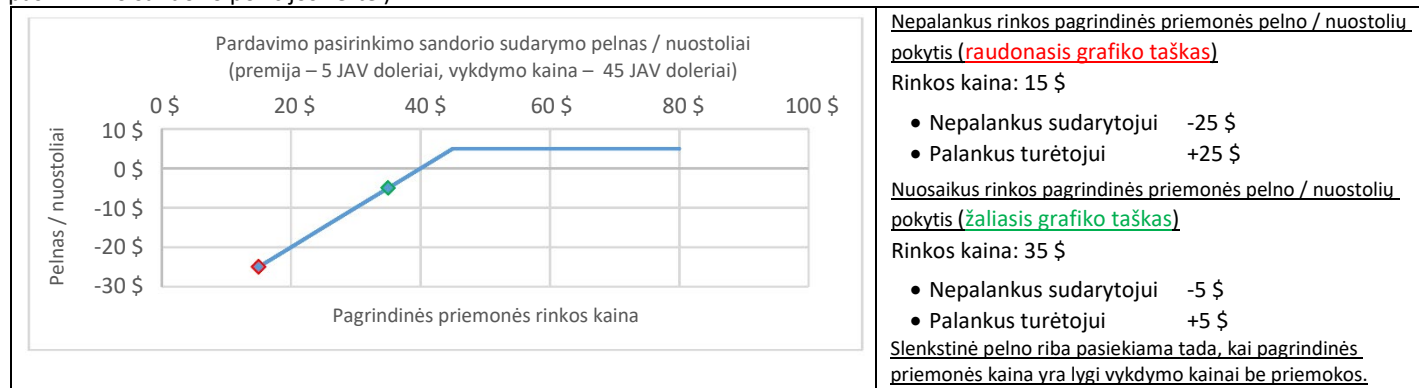 Pardavimo pasirinkimo sandorio sudarymo pelnas / nuostoliai
(premija – 5 JAV doleriai, vykdymo kaina – 45 JAV doleriai)
0 $ 20 $ 40 $ 60 $ 80 $ 100 $
10 $
0 $
-10 $
-20 $
-30 $
Pelnas / nuostoliai
Pagrindinės priemonės rinkos kaina
Nepalankus rinkos pagrindinės priemonės pelno / nuostolių
pokytis (raudonasis grafiko taškas)
Rinkos kaina: 15 $
• Nepalankus sudarytojui -25 $
• Palankus turėtojui +25 $
Nuosaikus rinkos pagrindinės priemonės pelno / nuostolių
pokytis (žaliasis grafiko taškas)
Rinkos kaina: 35 $
• Nepalankus sudarytojui -5 $
• Palankus turėtojui +5 $
Slenkstinė pelno riba pasiekiama tada, kai pagrindinės
priemonės kaina yra lygi vykdymo kainai be priemokos.